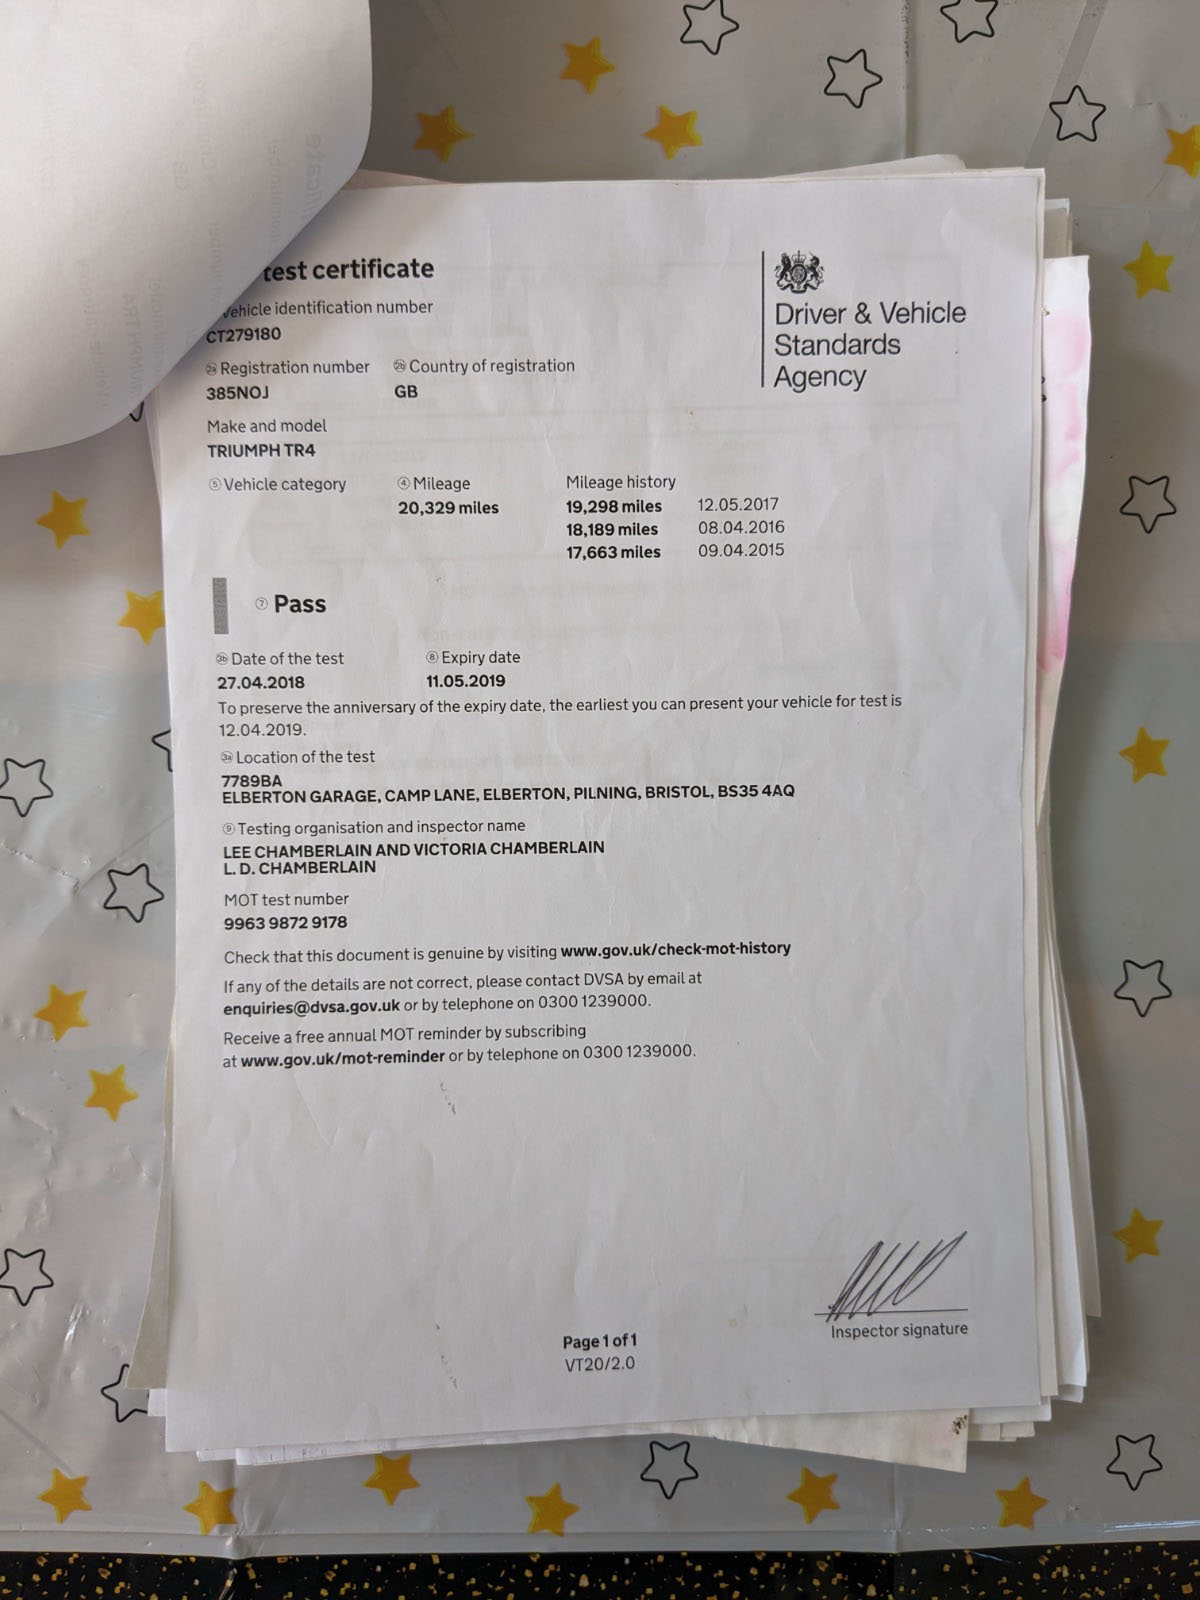 test certificate
Vehicle identification number
CT279180
2a Registration number 2b Country of registration
385NOJ GB
Make and model
TRIUMPH TR4
5 Vehicle category 4 Mileage Mileage history
20,329 miles 19,298 miles 12.05.2017
18,189 miles 08.04.2016
17,663 miles 09.04.2015
7 Pass
3b Date of the test 8 Expiry date
27.04.2018 11.05.2019
To preserve the anniversary of the expiry date, the earliest you can present your vehicle for test is
12.04.2019.
3a Location of the test
7789BA
ELBERTON GARAGE, CAMP LANE, ELBERTON, PILNING, BRISTOL, BS35 4AQ
9 Testing organisation and inspector name
LEE CHAMBERLAIN AND VICTORIA CHAMBERLAIN
L. D. CHAMBERLAIN
MOT test number
9963 9872 9178
Check that this document is genuine by visiting www.gov.uk/check-mot-history
If any of the details are not correct, please contact DVSA by email at
enquiries@dvsa.gov.uk or by telephone on 0300 1239000.
Receive a free annual MOT reminder by subscribing
at www.gov.uk/mot-reminder or by telephone on 0300 1239000.
Driver & Vehicle
Standards
Agency
Inspector signature
Page 1 of 1
VT20/2.0